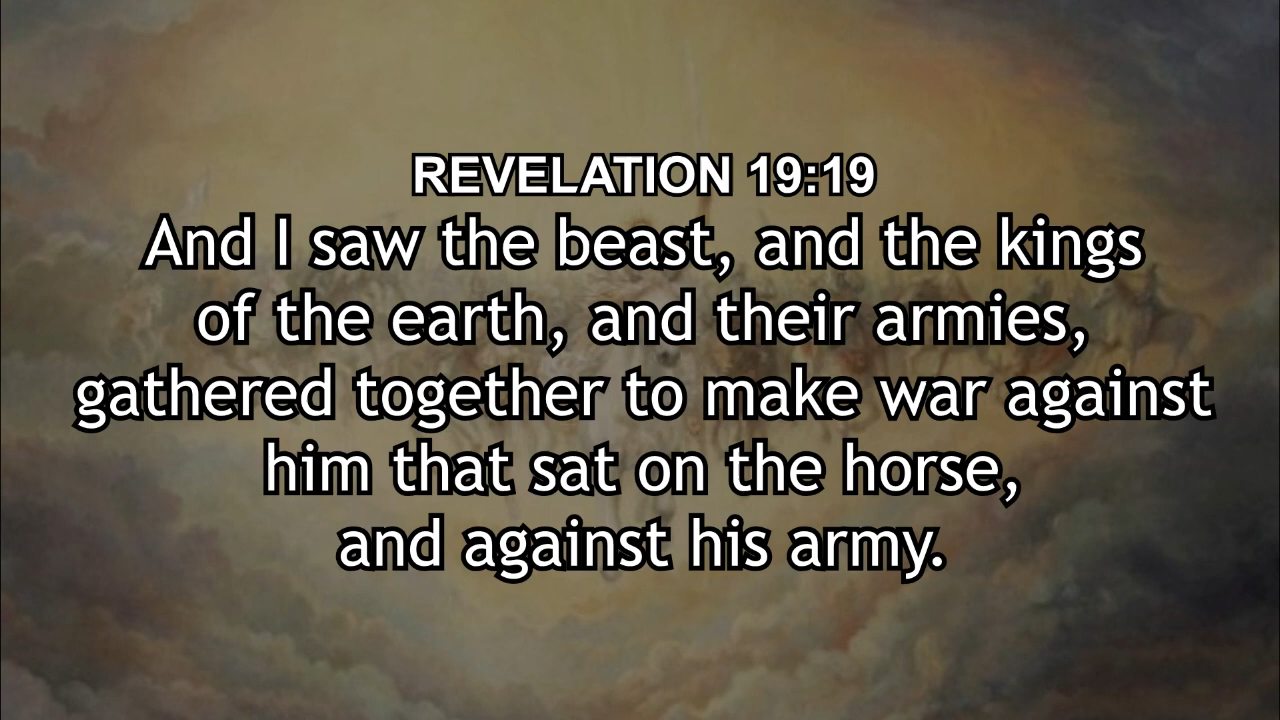 REVELATION 19:19
And I saw the beast, and the kings
of the earth, and their armies,
gathered together to make war against
him that sat on the horse,
and against his army.